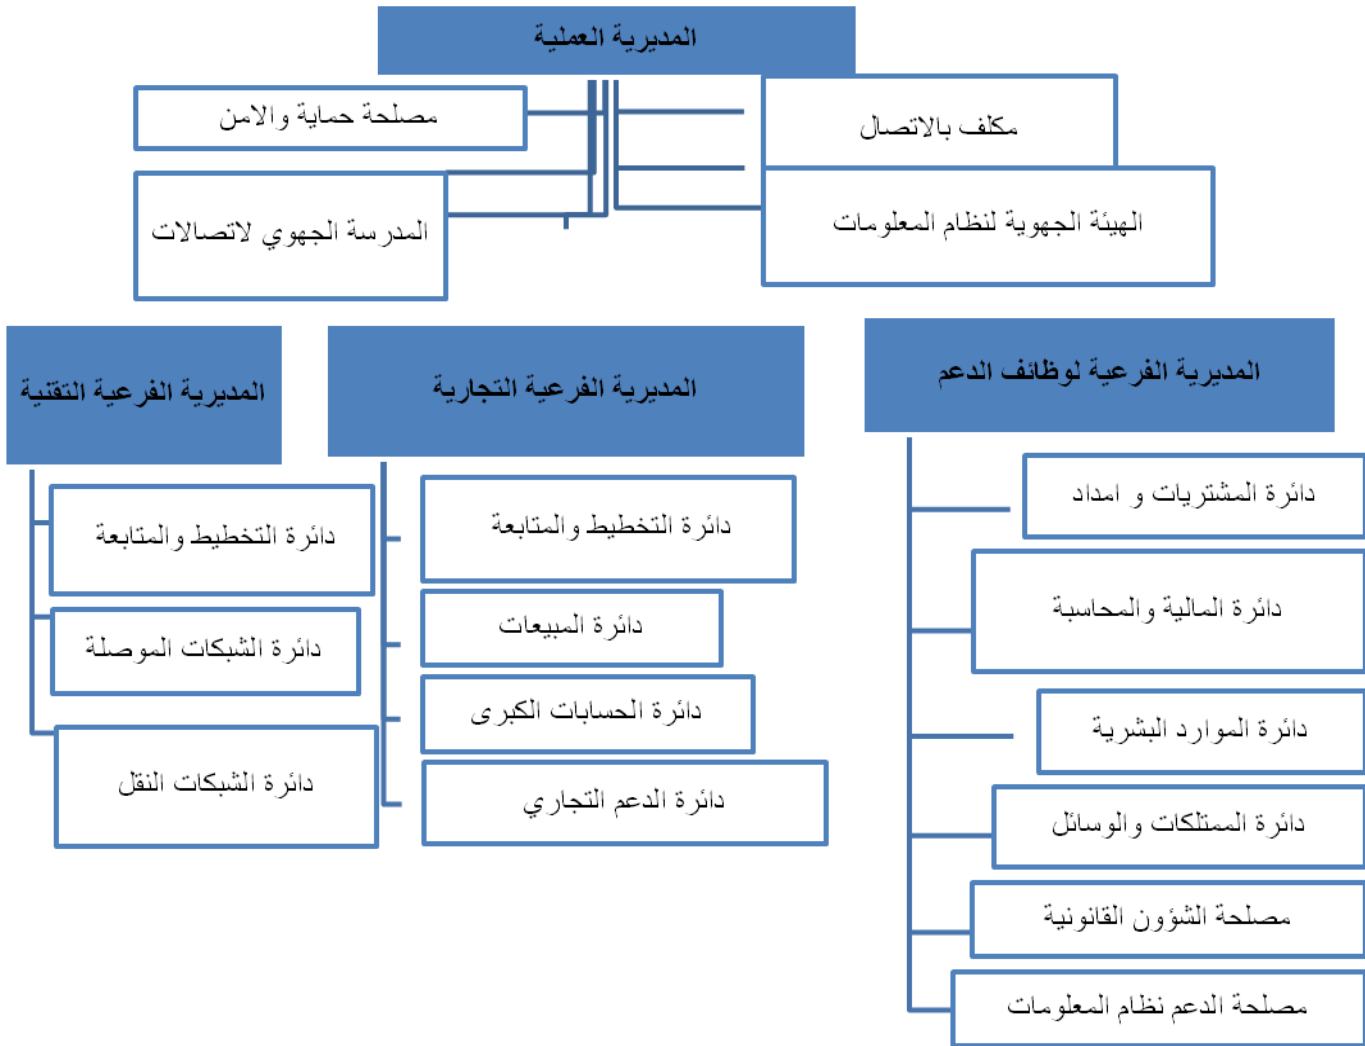 المديرية العملية
مكلف بالاتصال
مصلحة حماية والامن
الهيئة الجهوية لنظام المعلومات
المدرسة الجهوي لاتصالات
المديرية الفرعية لوظائف الدعم
المديرية الفرعية التجارية
المديرية الفرعية التقنية
دائرة المشتريات و امداد
دائرة المالية والمحاسبة
دائرة الموارد البشرية
دائرة الممتلكات والوسائل
مصلحة الشؤون القانونية
مصلحة الدعم نظام المعلومات
دائرة التخطيط والمتابعة
دائرة المبيعات
دائرة الحسابات الكبرى
دائرة الدعم التجاري
دائرة التخطيط والمتابعة
دائرة الشبكات الموصلة
دائرة الشبكات النقل